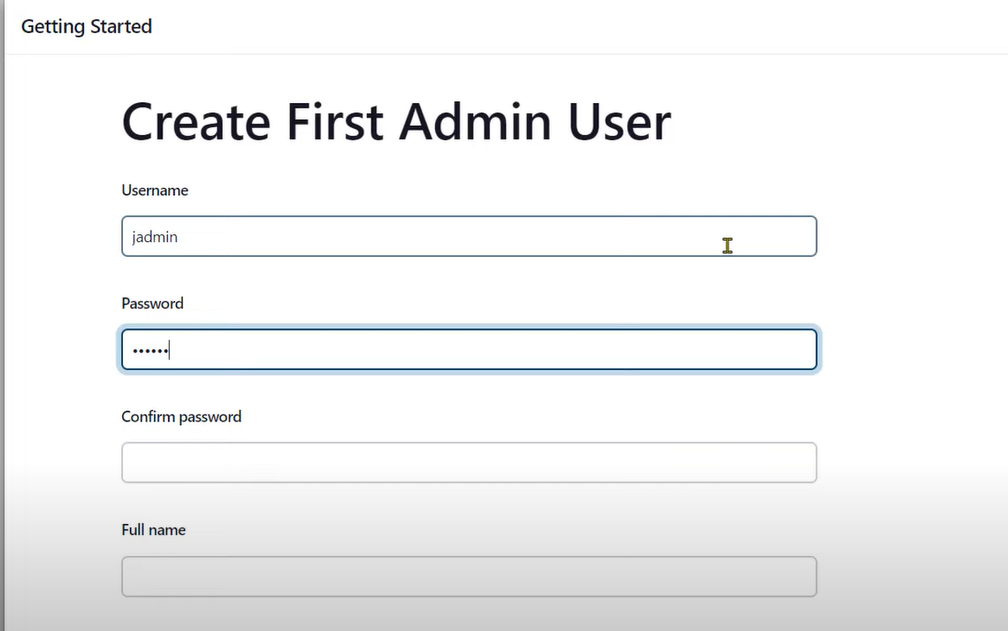 Getting Started
Create First Admin User
Username
jadmin
Password
••••••
Confirm password
Full name